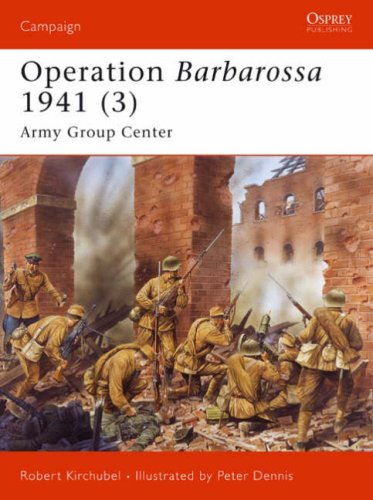 Campaign
OSPREY
PUBLISHING
Operation Barbarossa
1941 (3)
Army Group Center
Robert Kirchubel • Illustrated by Peter Dennis